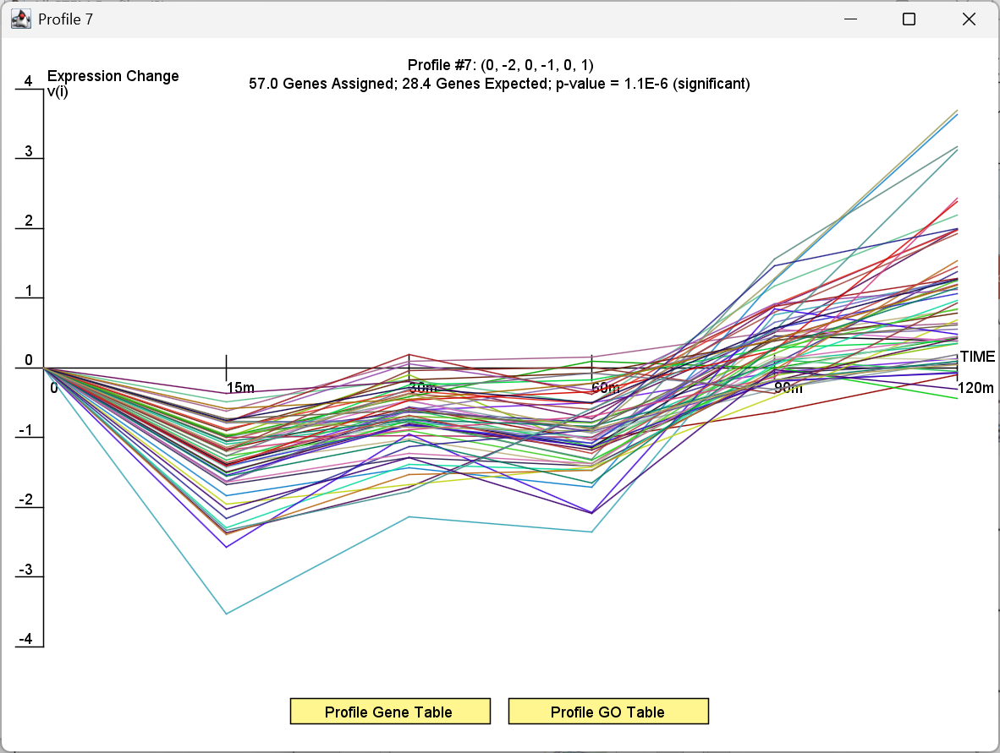 Profile 7
Profile #7: (0, -2, 0, -1, 0, 1)
57.0 Genes Assigned; 28.4 Genes Expected; p-value = 1.1E-6 (significant)
Expression Change
v(i)
4
3
2
1
0
-1
-2
-3
-4
0
15m
30m
60m
90m
120m
TIME
Profile Gene Table
Profile GO Table